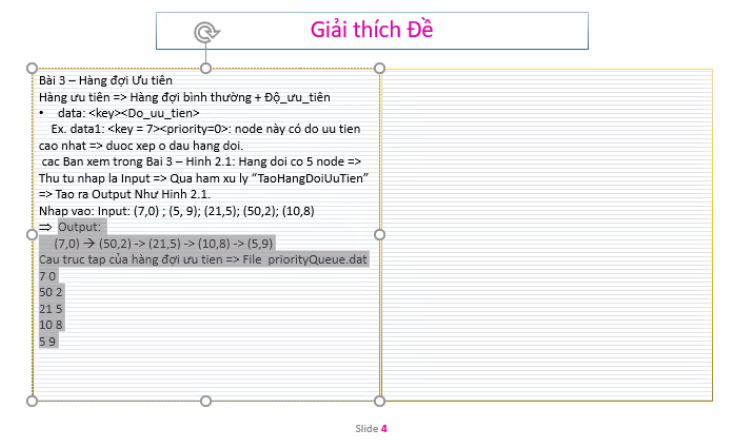 Giải thích Đề
Bài 3 – Hàng đợi Ưu tiên
Hàng ưu tiên => Hàng đợi bình thường + Độ_ưu_tiên
• data: <key><Do_uu_tien>
Ex. data1: <key = 7><priority=0>: node này có do uu tien
cao nhat => duoc xep o dau hang doi.
cac Ban xem trong Bai 3 – Hinh 2.1: Hang doi co 5 node =>
Thu tu nhap la Input => Qua ham xu ly “TaoHangDoiUuTien”
=> Tao ra Output Như Hinh 2.1.
Nhap vao: Input: (7,0) ; (5, 9); (21,5); (50,2); (10,8)
⇒ Output:
(7,0) → (50,2) -> (21,5) -> (10,8) -> (5,9)
Cau truc tap của hàng đợi ưu tien => File priorityQueue.dat
7 0
50 2
21 5
10 8
5 9
Slide 4